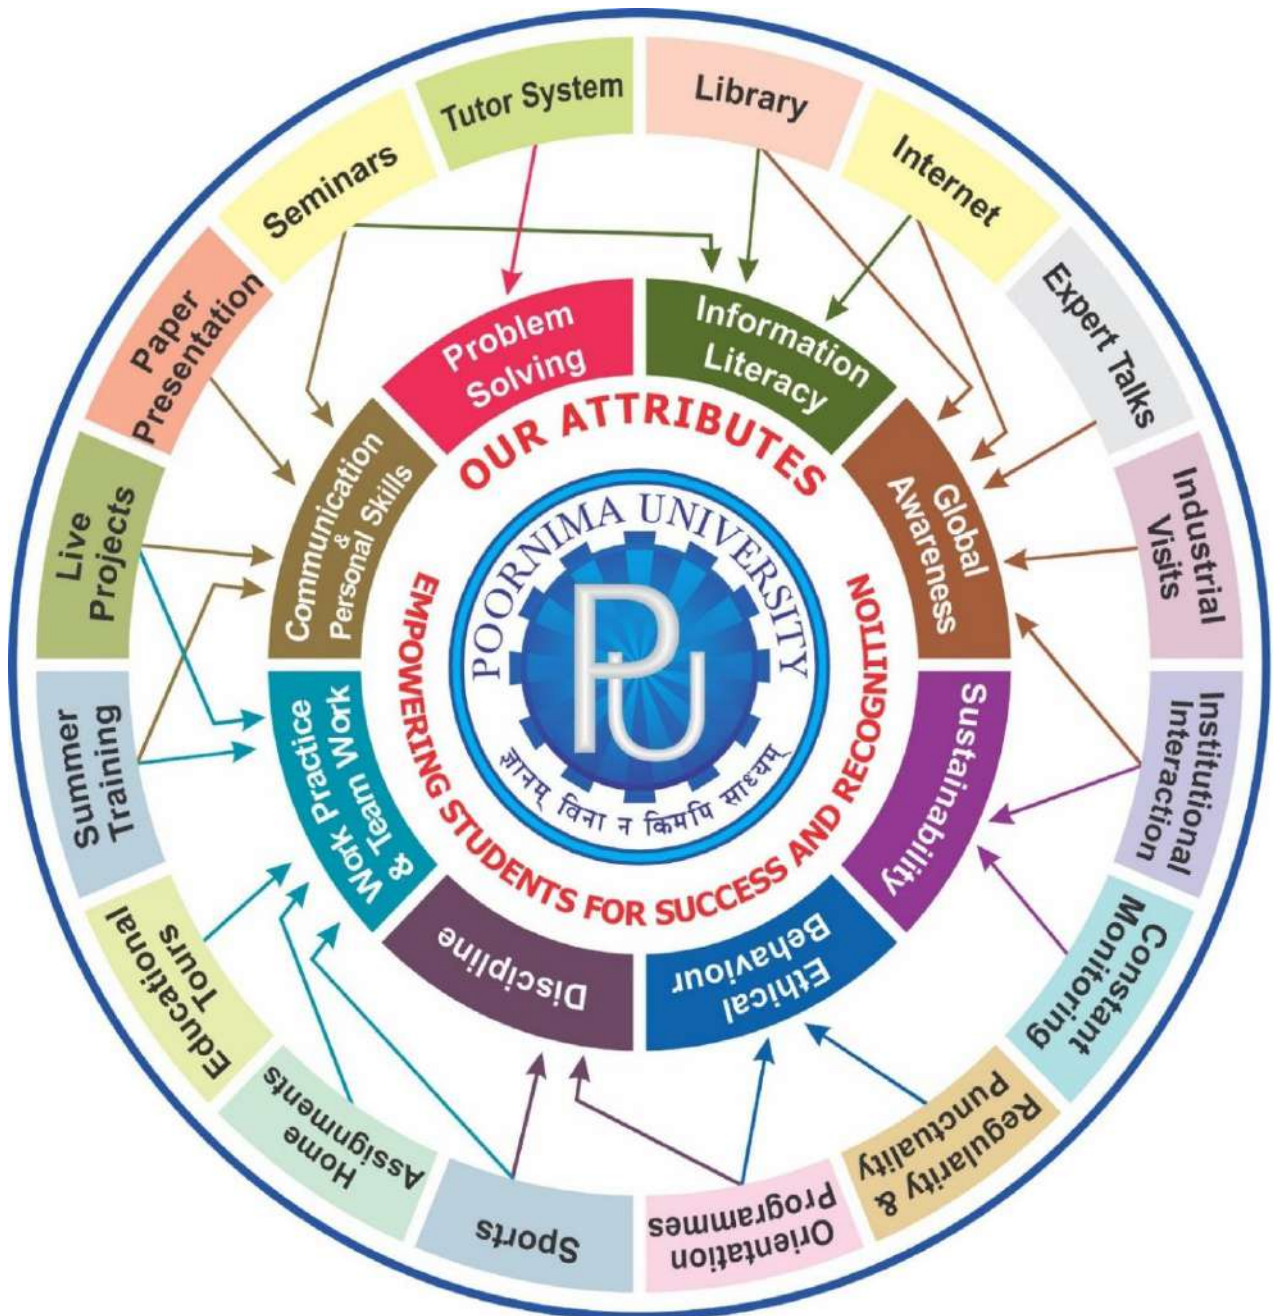 Tutor System
Library
Internet
Expert Talks
Industrial
Visits
Institutional
Interaction
Constant
Monitoring
Regularity &
Punctuality
Orientation
Programmes
Sports
Home
Assignments
Educational
Tours
Summer
Training
Live
Projects
Paper
Presentation
Seminars
Problem
Solving
Information
Literacy
Global
Awareness
Sustainability
Ethical
Behaviour
Discipline
Work Practice
& Team Work
Communication
&
Personal Skills
OUR ATTRIBUTES
EMPOWERING STUDENTS FOR SUCCESS AND RECOGNITION
POORNIMA UNIVERSITY
PU
ज्ञानम् विना न किमपि साध्यम्